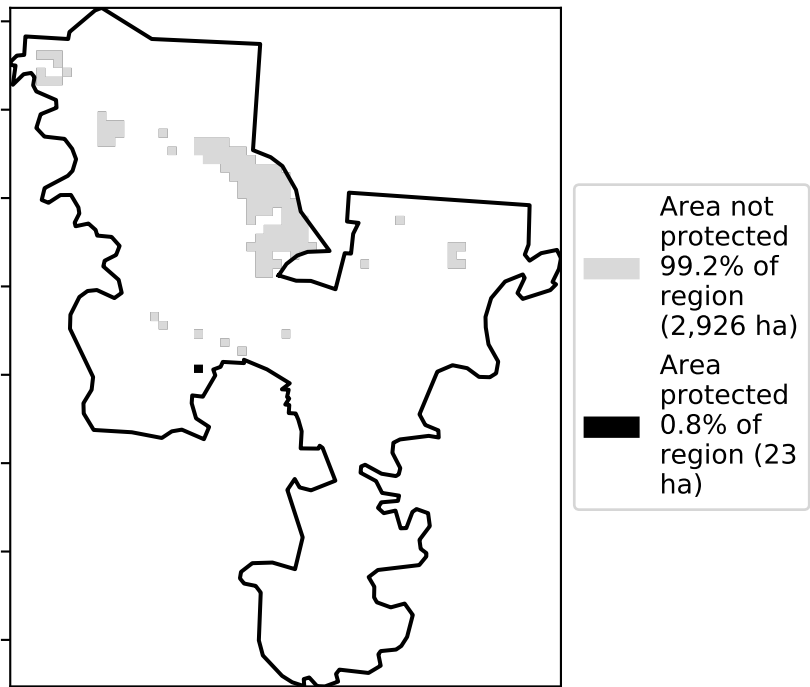 Area not
protected
99.2% of
region
(2,926 ha)
Area
protected
0.8% of
region (23
ha)